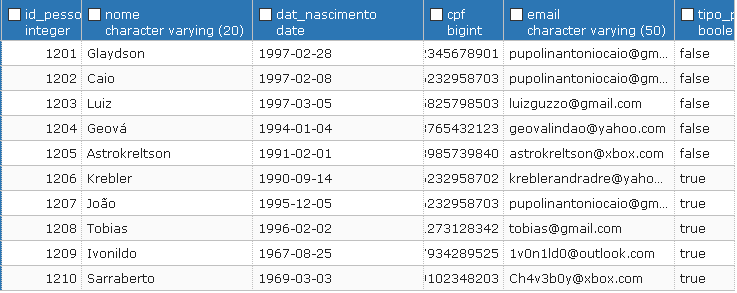 id_pesso nome dat_nascimento cpf email tipo_p
integer character varying (20) date bigint character varying (50) boole
1201 Glaydson 1997-02-28 2345678901 pupolinantoniocaio@gm... false
1202 Caio 1997-02-28 6232958703 pupolinantoniocaio@gm... false
1203 Luiz 1997-03-05 6825798503 luizguzzo@gmail.com false
1204 Geová 1994-01-04 8765432123 geovalindao@yahoo.com false
1205 Astrokreltson 1991-02-01 8985739840 astrokreltson@xbox.com false
1206 Krebler 1990-09-14 6232958702 kreblerandradre@yaho... true
1207 João 1995-12-05 6232958703 pupolinantoniocaio@gm... true
1208 Tobias 1996-02-02 1273128342 tobias@gmail.com true
1209 Ivonildo 1967-08-25 7934289525 1v0n1ld0@outlook.com true
1210 Sarraberto 1969-03-03 9102348203 Ch4v3b0y@xbox.com true